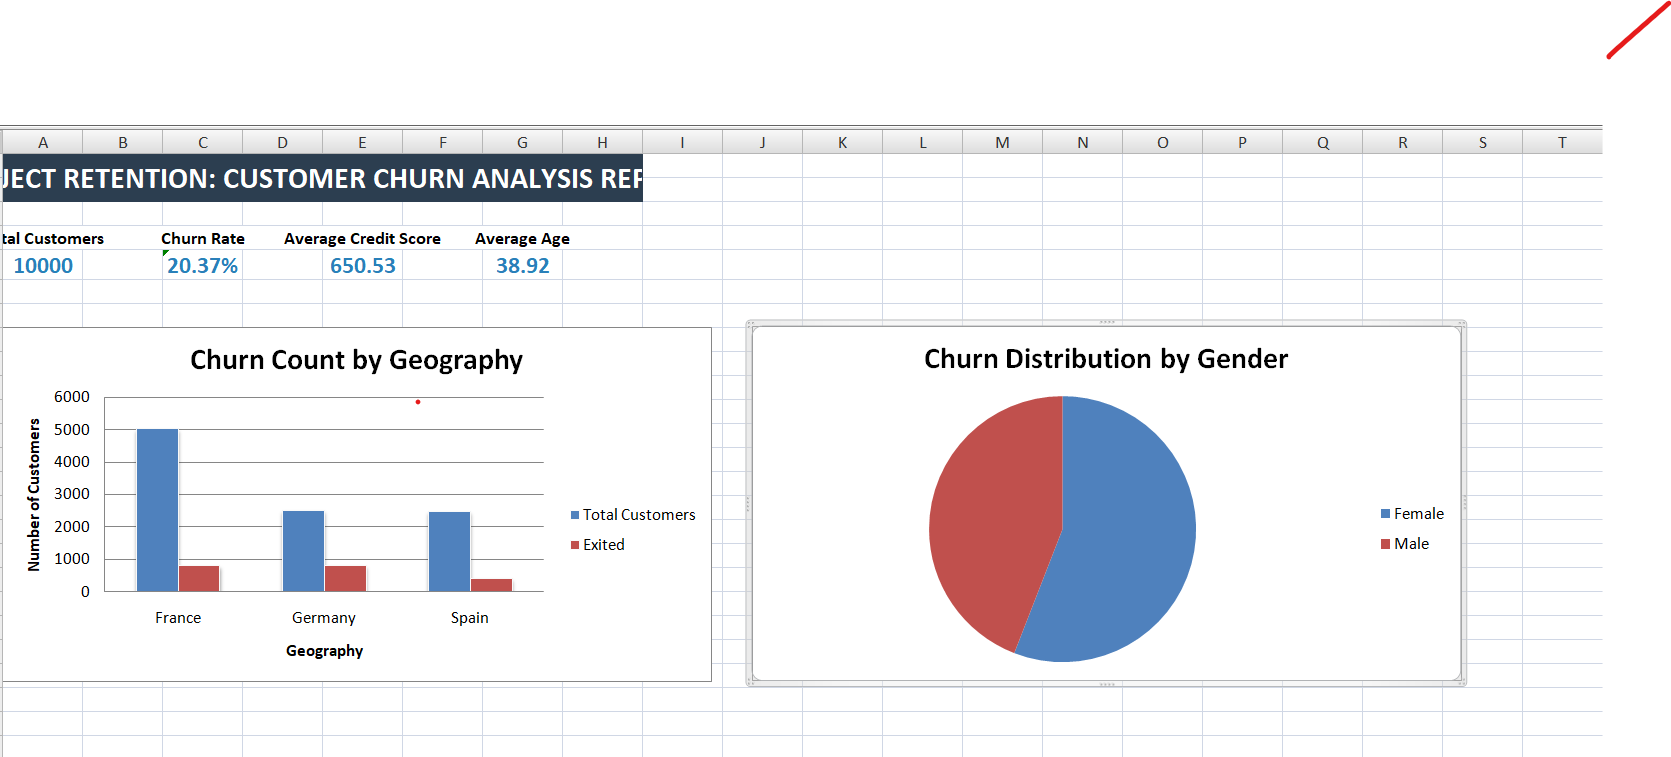 A B C D E F G H I J K L M N O P Q R S T
JECT RETENTION: CUSTOMER CHURN ANALYSIS REP
tal Customers Churn Rate Average Credit Score Average Age
10000 20.37% 650.53 38.92
Churn Count by Geography
6000
5000
4000
3000
2000
1000
0
Number of Customers
France Germany Spain
Geography
Total Customers
Exited
Churn Distribution by Gender
Female
Male